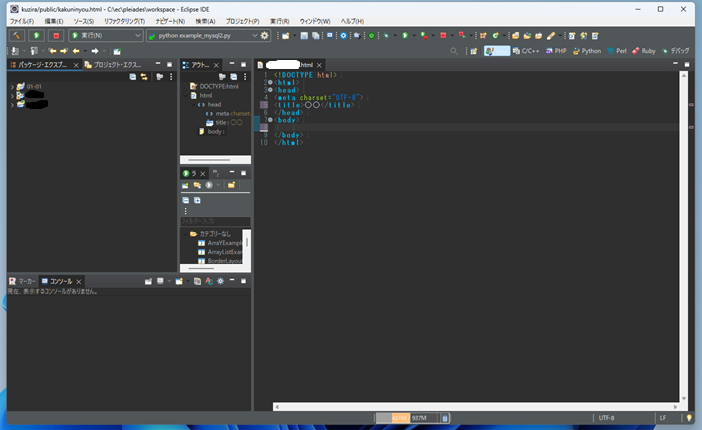 kuzira/public/kakuninyou.html - C:\ec\pleiades\workspace - Eclipse IDE
ファイル(F) 編集(E) ソース(S) リファクタリング(T) ナビゲート(N) 検索(A) プロジェクト(P) 実行(R) ウィンドウ(W) ヘルプ(H)
実行(N) python example_mysql2.py
C/C++ PHP Python Perl Ruby デバッグ
パッケージ・エクスプ... プロジェクト・エクス... アウト... html
01-01
DOCTYPE:html
html
head
meta charset=
title : 〇〇
body :
1 <!DOCTYPE html>
2 <html>
3 <head>
4 <meta charset="UTF-8">
<title>〇〇</title>
6 </head>
7 <body>
9 </body>
10 </html>
ラ
フィルター入力
カテゴリーなし
ArraYExample
ArrayListExam
BorderLayout
マーカー コンソール
現在、表示するコンソールがありません。
937M UTF-8 LF